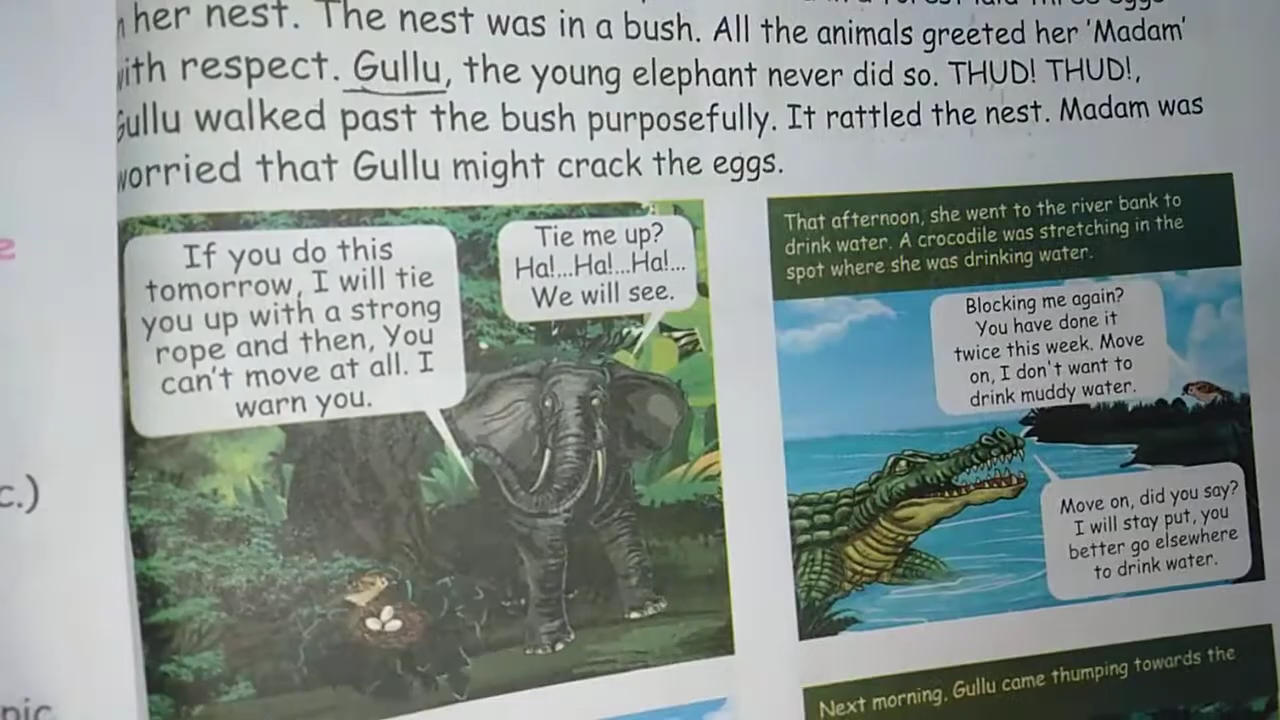 her nest. The nest was in a bush. All the animals greeted her 'Madam'
with respect. Gullu, the young elephant never did so. THUD! THUD!,
Gullu walked past the bush purposefully. It rattled the nest. Madam was
worried that Gullu might crack the eggs.
If you do this
tomorrow, I will tie
you up with a strong
rope and then, You
can't move at all. I
warn you.
Tie me up?
Ha!...Ha!...Ha!...
We will see.
That afternoon, she went to the river bank to
drink water. A crocodile was stretching in the
spot where she was drinking water.
Blocking me again?
You have done it
twice this week. Move
on, I don't want to
drink muddy water.
Move on, did you say?
I will stay put, you
better go elsewhere
to drink water.
Next morning. Gullu came thumping towards the
c.)